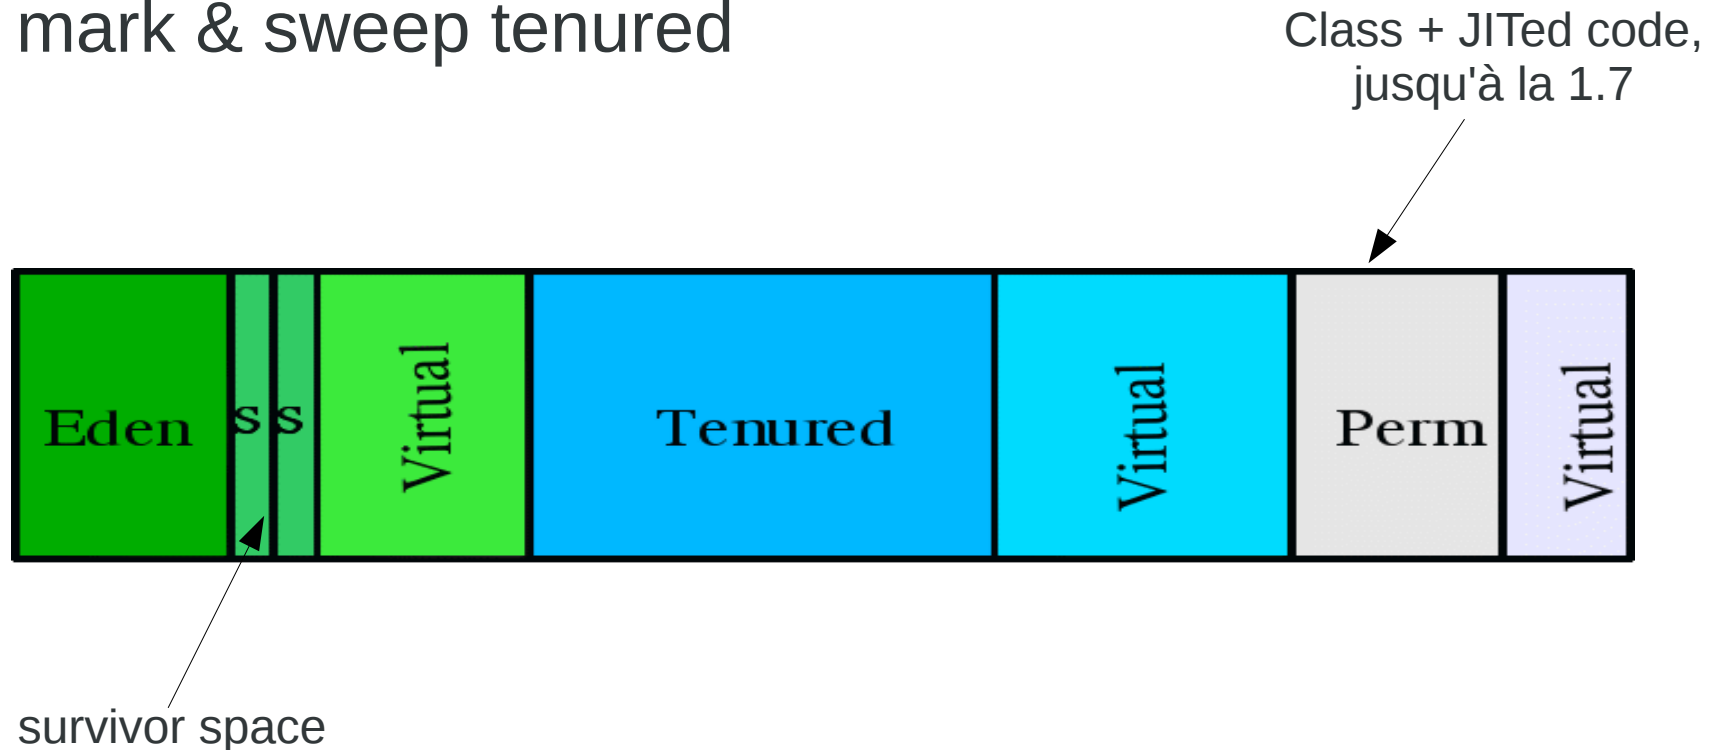 mark & sweep tenured
Class + JITed code,
jusqu'à la 1.7
Eden
s
s
Virtual
Tenured
Virtual
Perm
Virtual
survivor space